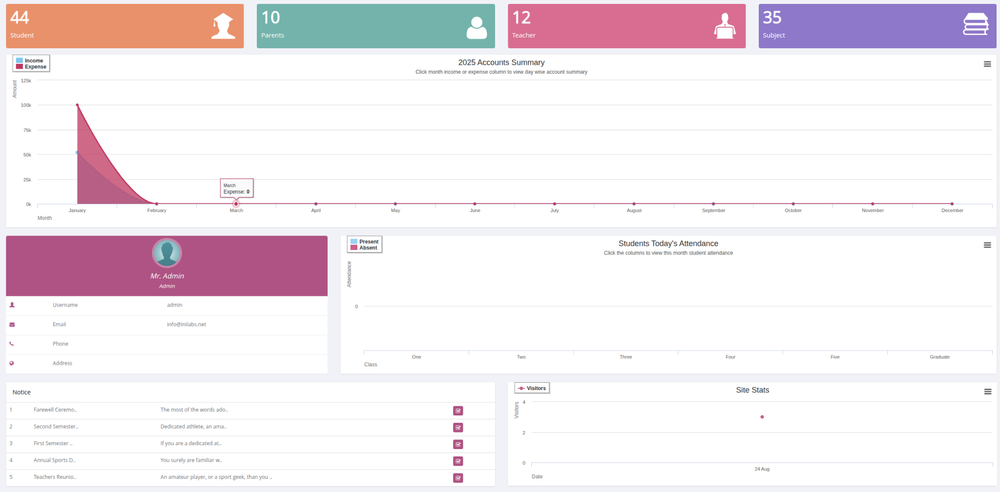 44
Student
10
Parents
12
Teacher
35
Subject
Income
Expense
2025 Accounts Summary
Click month income or expense column to view day wise account summary
Amount
125k
100k
75k
50k
25k
0k
March
Expense: 0
January February March April May June July August September October November December
Month
Mr. Admin
Admin
Username admin
Email info@inilabs.net
Phone
Address
Present
Absent
Students Today's Attendance
Click the columns to view this month student attendance
Attendance
0
One Two Three Four Five Graduate
Class
Notice
1 Farewell Ceremo.. The most of the words ado..
2 Second Semester.. Dedicated athlete, an ama..
3 First Semester .. If you are a dedicated at..
4 Annual Sports D.. You surely are familiar w..
5 Teachers Reunio.. An amateur player, or a sport geek, than you ..
Visitors
Site Stats
Visitors
4
2
0
24 Aug
Date